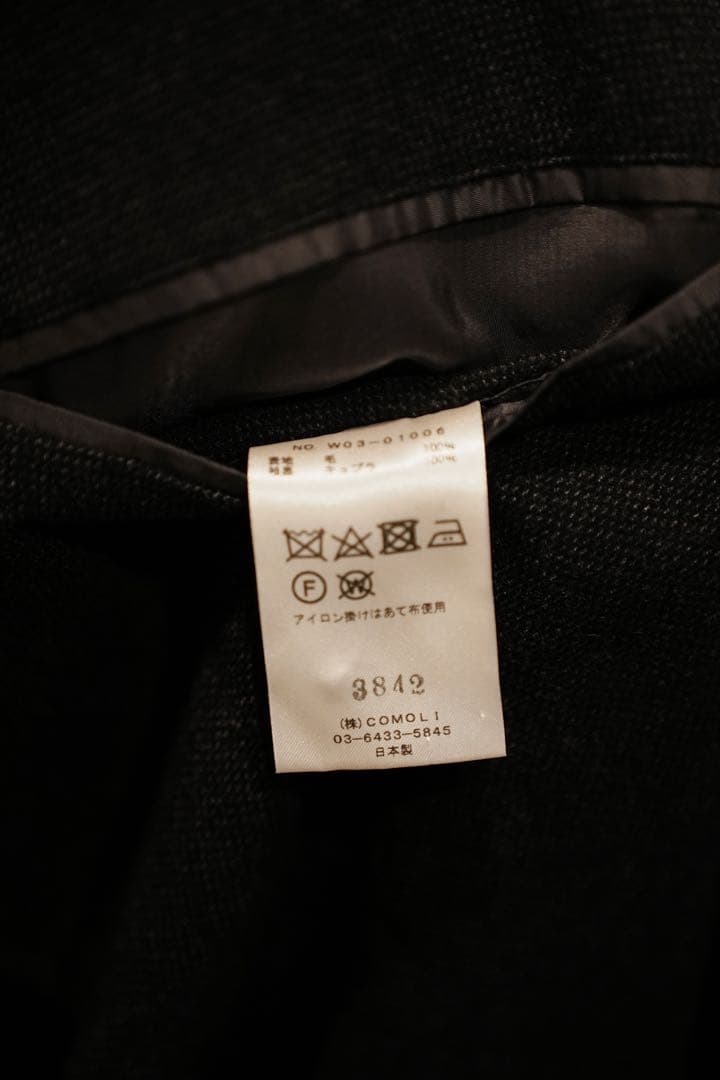 NO. W03-01006
表地 毛 100%
袖裏 キュプラ 100%
F W
アイロン掛けはあて布使用
3842
(株)COMOLI
03-6433-5845
日本製